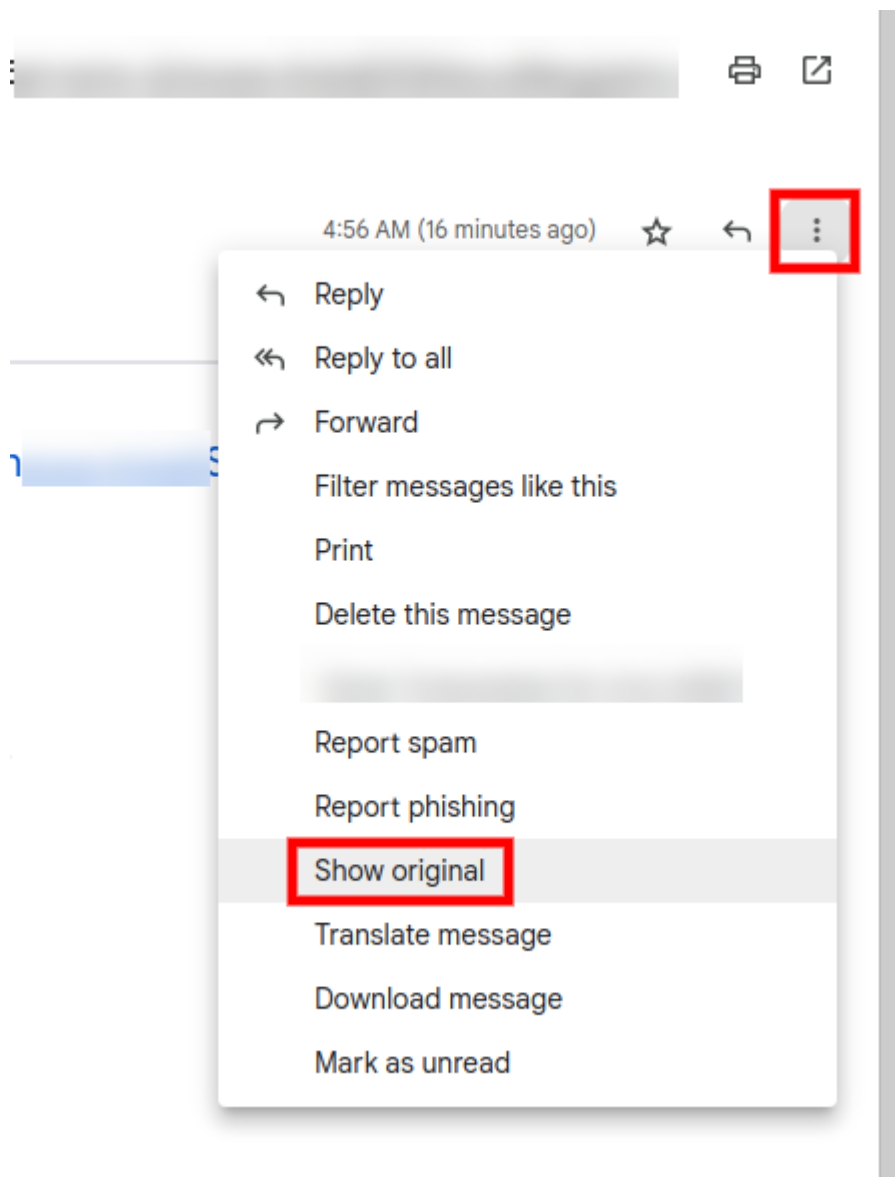 4:56 AM (16 minutes ago)
Reply
Reply to all
Forward
Filter messages like this
Print
Delete this message
Report spam
Report phishing
Show original
Translate message
Download message
Mark as unread